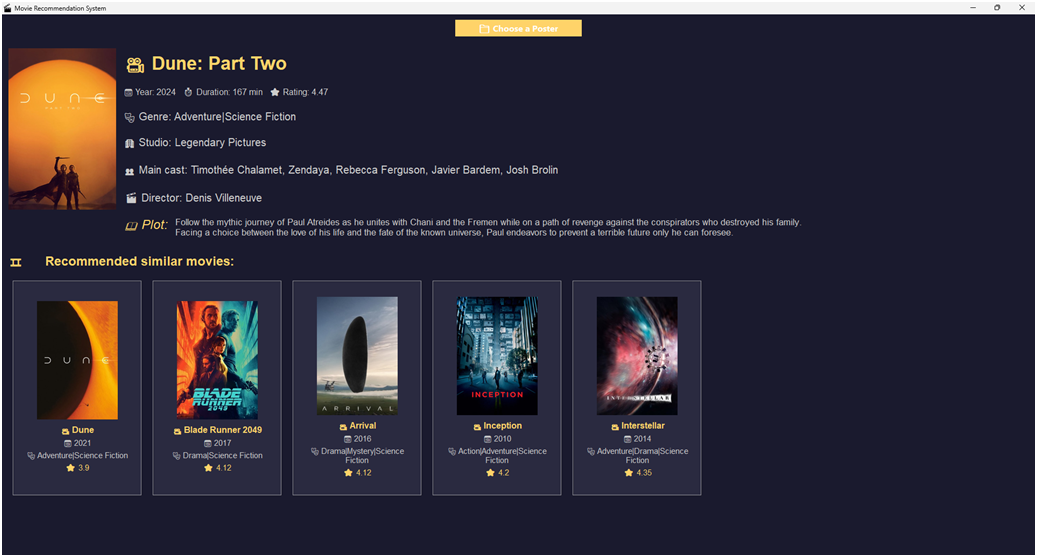 Movie Recommendation System
Choose a Poster
DUNE
PART TWO
Dune: Part Two
Year: 2024 Duration: 167 min Rating: 4.47
Genre: Adventure|Science Fiction
Studio: Legendary Pictures
Main cast: Timothée Chalamet, Zendaya, Rebecca Ferguson, Javier Bardem, Josh Brolin
Director: Denis Villeneuve
Plot: Follow the mythic journey of Paul Atreides as he unites with Chani and the Fremen while on a path of revenge against the conspirators who destroyed his family.
Facing a choice between the love of his life and the fate of the known universe, Paul endeavors to prevent a terrible future only he can foresee.
Recommended similar movies:
DUNE
Dune
2021
Adventure|Science Fiction
3.9
BLADE
RUNNER
2049
Blade Runner 2049
2017
Drama|Science Fiction
4.12
ARRIVAL
Arrival
2016
Drama|Mystery|Science
Fiction
4.12
INCEPTION
Inception
2010
Action|Adventure|Science
Fiction
4.2
INTERSTELLAR
Interstellar
2014
Adventure|Drama|Science
Fiction
4.35